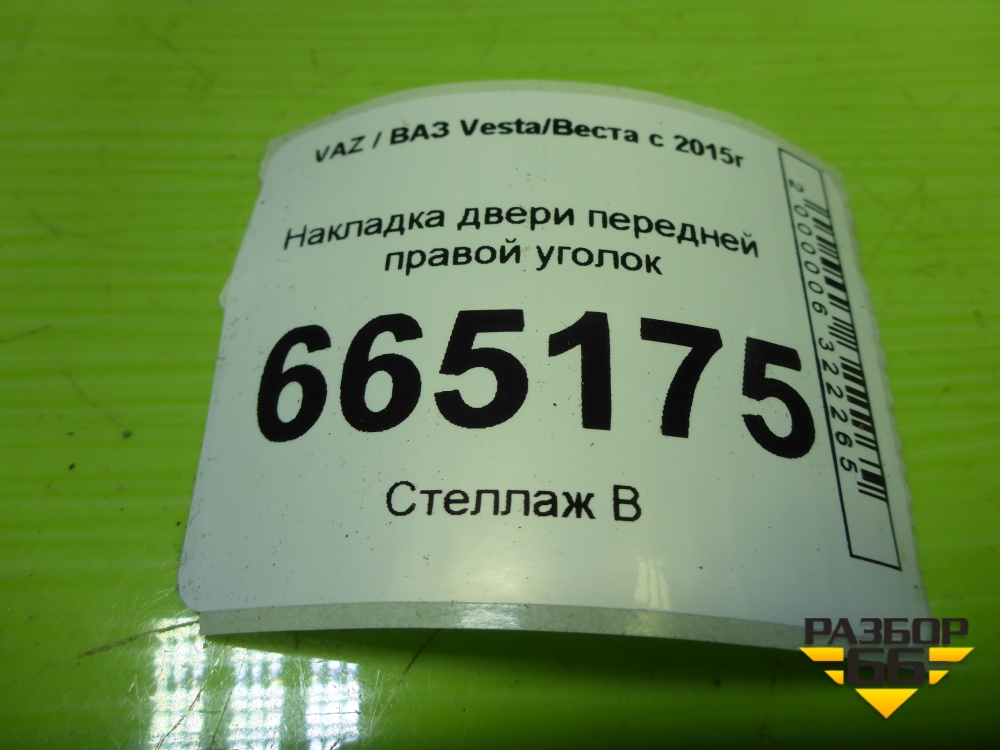 VAZ / ВАЗ Vesta/Веста с 2015г
Накладка двери передней
правой уголок
665175
Стеллаж В
2000006322265
РАЗБОР
66